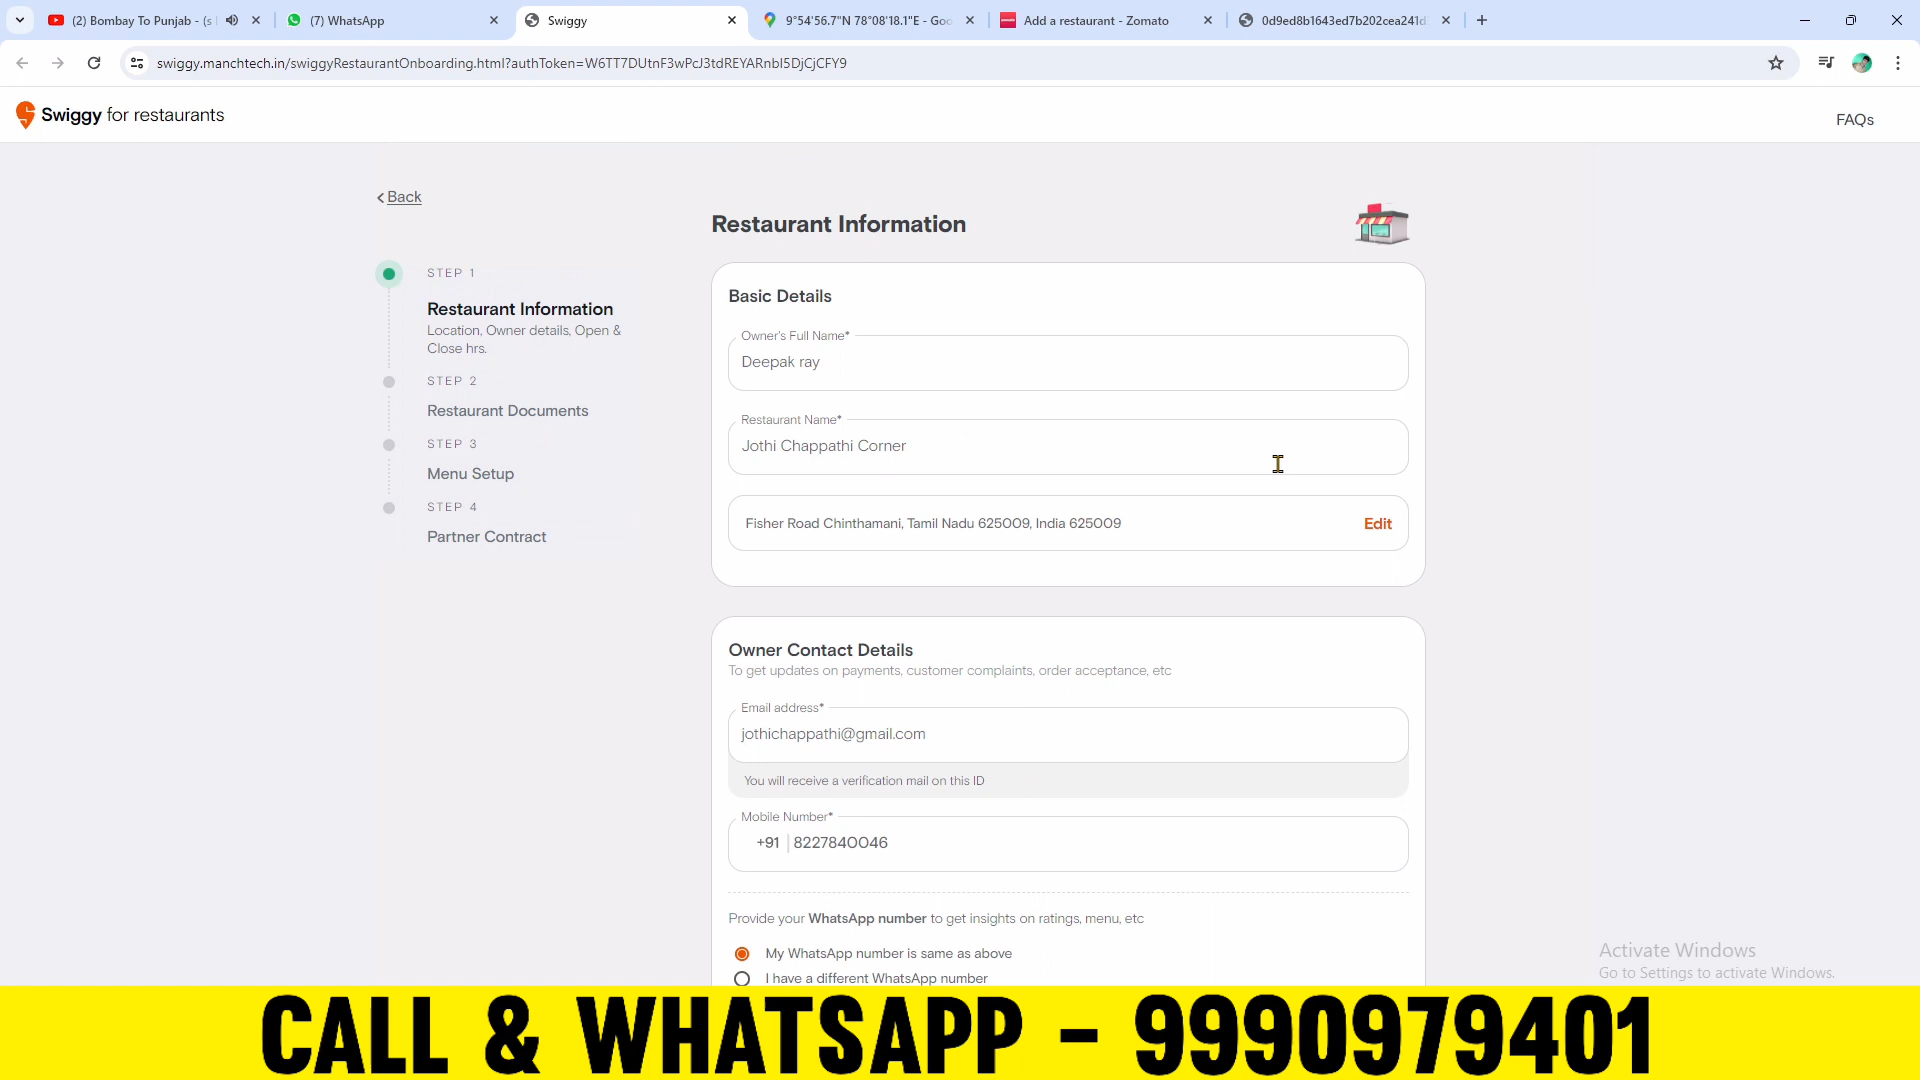 (2) Bombay To Punjab - (s
(7) WhatsApp
Swiggy
9°54'56.7"N 78°08'18.1"E - Goo
Add a restaurant - Zomato
0d9ed8b1643ed7b202cea241d
swiggy.manchtech.in/swiggyRestaurantOnboarding.html?authToken=W6TT7DUtnF3wPcJ3tdREYARnbI5DjCjCFY9
Swiggy for restaurants
FAQs
Back
Restaurant Information
STEP 1
Restaurant Information
Location, Owner details, Open &
Close hrs.
STEP 2
Restaurant Documents
STEP 3
Menu Setup
STEP 4
Partner Contract
Basic Details
Owner's Full Name*
Deepak ray
Restaurant Name*
Jothi Chappathi Corner
Fisher Road Chinthamani, Tamil Nadu 625009, India 625009
Edit
Owner Contact Details
To get updates on payments, customer complaints, order acceptance, etc
Email address*
jothichappathi@gmail.com
You will receive a verification mail on this ID
Mobile Number*
+91 8227840046
Provide your WhatsApp number to get insights on ratings, menu, etc
My WhatsApp number is same as above
I have a different WhatsApp number
Activate Windows
Go to Settings to activate Windows.
CALL & WHATSAPP - 9990979401